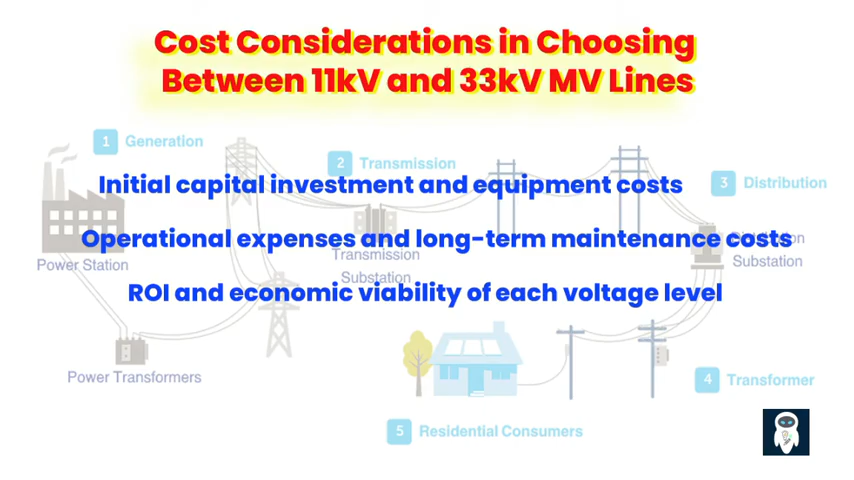 Cost Considerations in Choosing
Between 11kV and 33kV MV Lines
1 Generation
2 Transmission
3 Distribution
Initial capital investment and equipment costs
Operational expenses and long-term maintenance costs
Power Station
Transmission
Substation
Distribution
Substation
ROI and economic viability of each voltage level
Power Transformers
4 Transformer
5 Residential Consumers